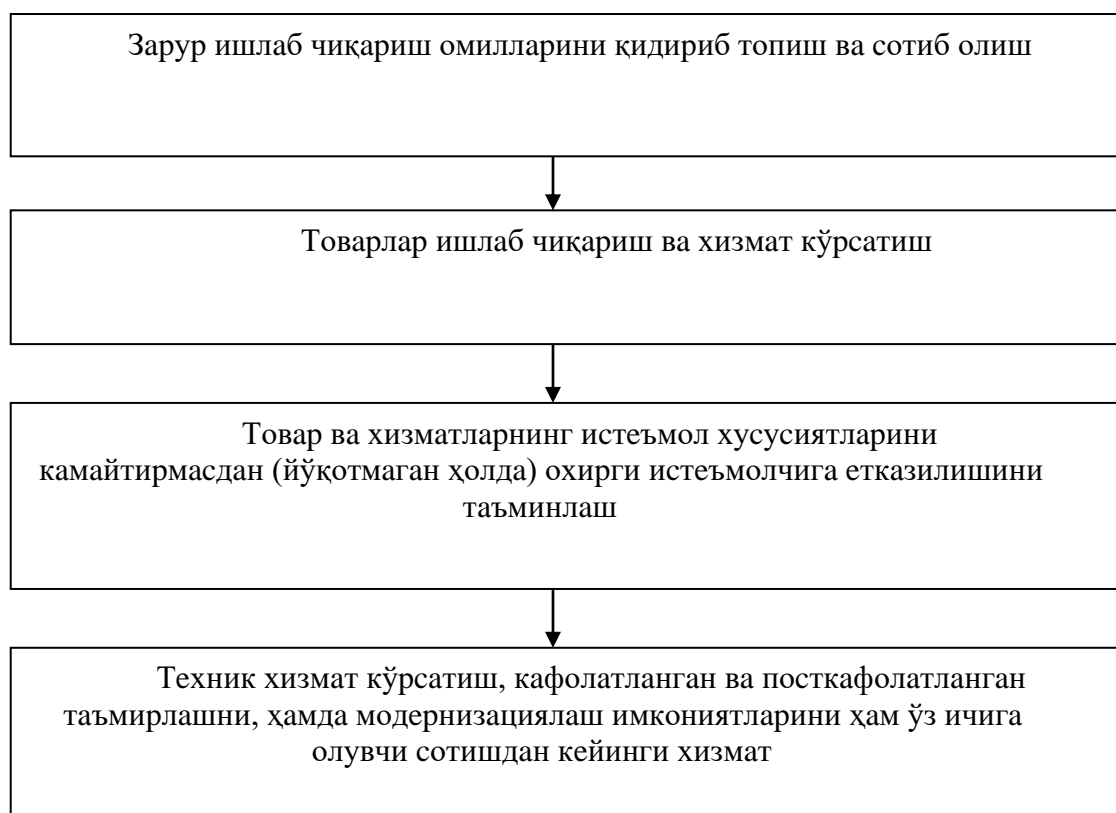 Зарур ишлаб чиқариш омилларини қидириб топиш ва сотиб олиш
Товарлар ишлаб чиқариш ва хизмат кўрсатиш
Товар ва хизматларнинг истеъмол хусусиятларини
камайтирмасдан (йўқотмаган ҳолда) охирги истеъмолчига етказилишини
таъминлаш
Техник хизмат кўрсатиш, кафолатланган ва посткафолатланган
таъмирлашни, ҳамда модернизациялаш имкониятларини ҳам ўз ичига
олувчи сотишдан кейинги хизмат